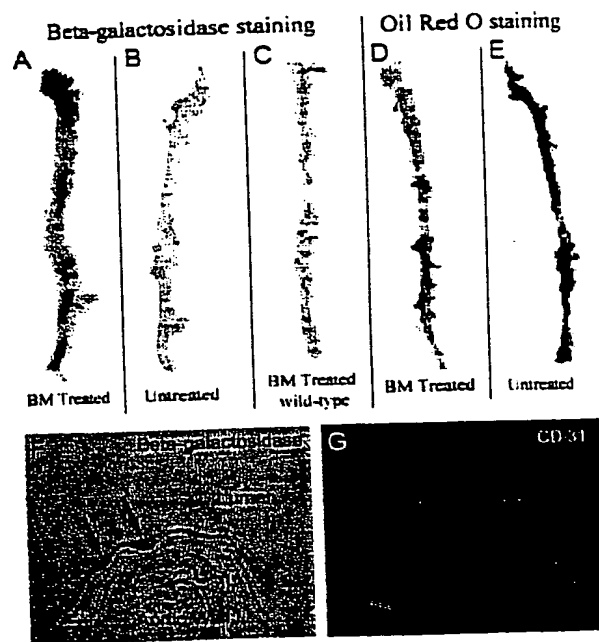 Beta-galactosidase staining
Oil Red O staining
A
B
C
D
E
BM Treated
Untreated
BM Treated
wild-type
BM Treated
Untreated
F
Beta-galactosidase
G
CD-31